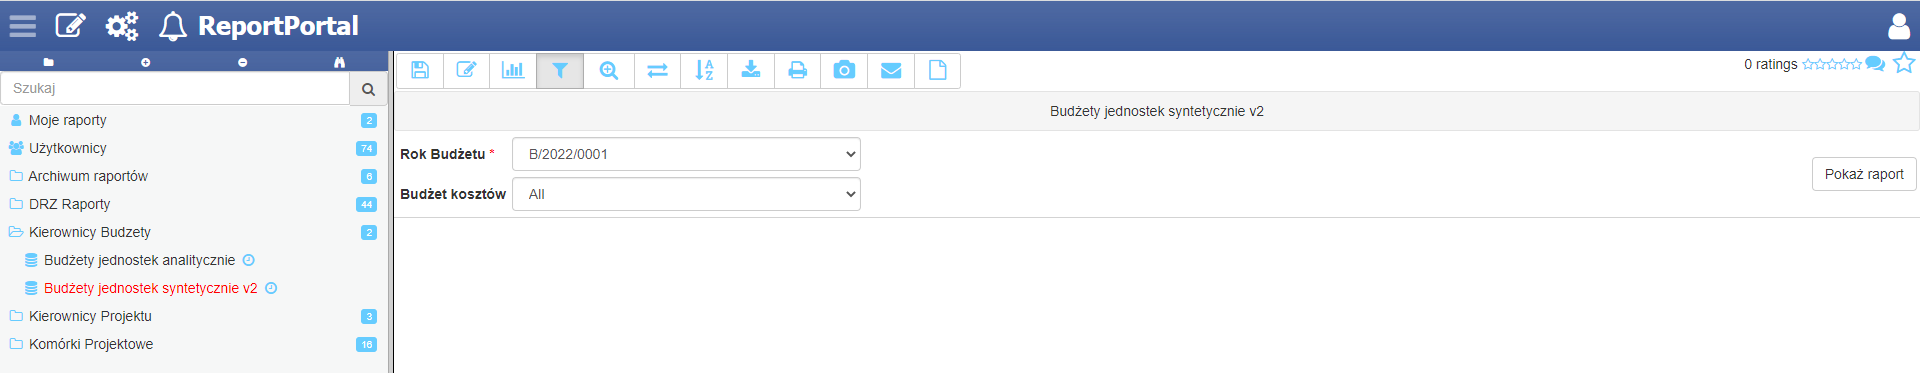 ReportPortal
Szukaj
Moje raporty 2
Użytkownicy 74
Archiwum raportów 6
DRZ Raporty 44
Kierownicy Budzety 2
Budżety jednostek analitycznie
Budżety jednostek syntetycznie v2
Kierownicy Projektu 3
Komórki Projektowe 16
A
Z
0 ratings
Budżety jednostek syntetycznie v2
Rok Budżetu * B/2022/0001
Budżet kosztów All
Pokaż raport